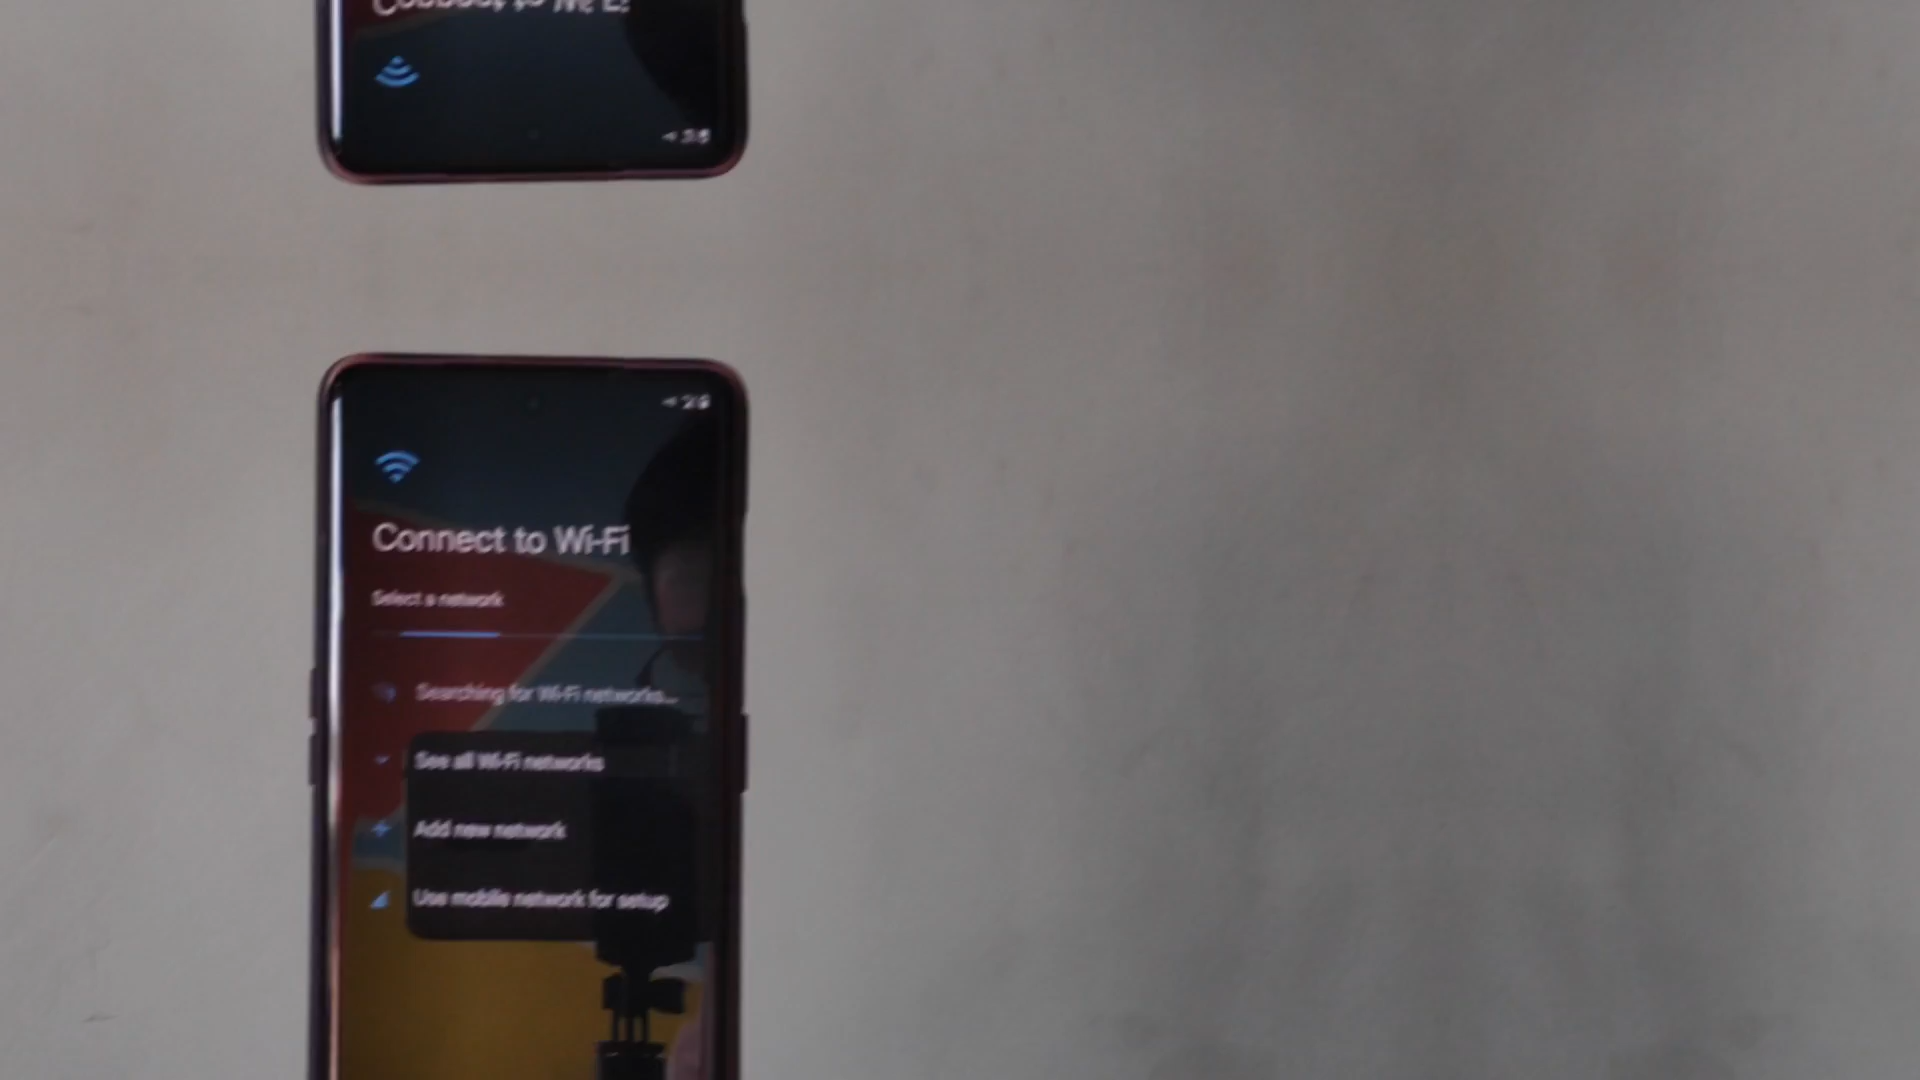 Connect to Wi-Fi
Select a network
Searching for Wi-Fi networks...
See all Wi-Fi networks
Add new network
Use mobile network for setup